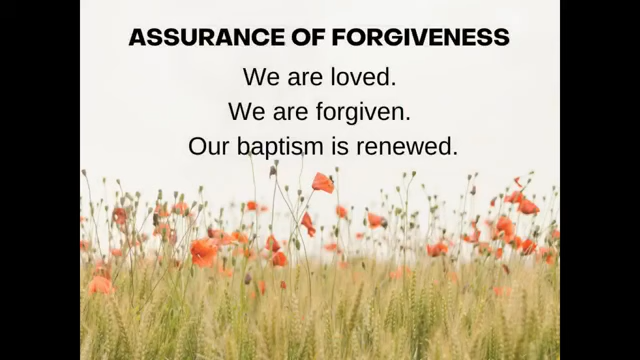 ASSURANCE OF FORGIVENESS
We are loved.
We are forgiven.
Our baptism is renewed.